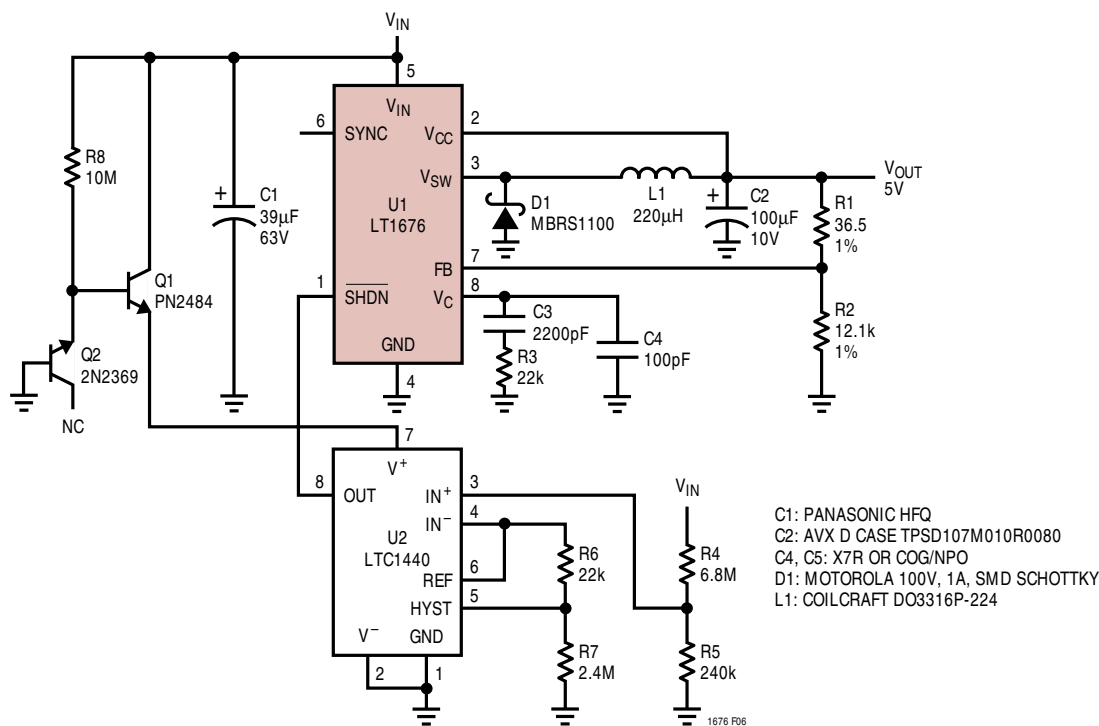 VIN
5
VIN
6
SYNC
VCC
2
VSW
3
U1
LT1676
FB
7
VC
8
1
SHDN
GND
4
R8
10M
+
C1
39µF
63V
Q1
PN2484
Q2
2N2369
NC
D1
MBRS1100
L1
220µH
+
C2
100µF
10V
VOUT
5V
R1
36.5
1%
R2
12.1k
1%
C3
2200pF
R3
22k
C4
100pF
7
V+
8
OUT
IN+
3
IN−
4
U2
LTC1440
REF
6
HYST
5
V−
GND
2
1
R6
22k
R7
2.4M
VIN
R4
6.8M
R5
240k
C1: PANASONIC HFQ
C2: AVX D CASE TPSD107M010R0080
C4, C5: X7R OR COG/NPO
D1: MOTOROLA 100V, 1A, SMD SCHOTTKY
L1: COILCRAFT DO3316P-224
1676 F06